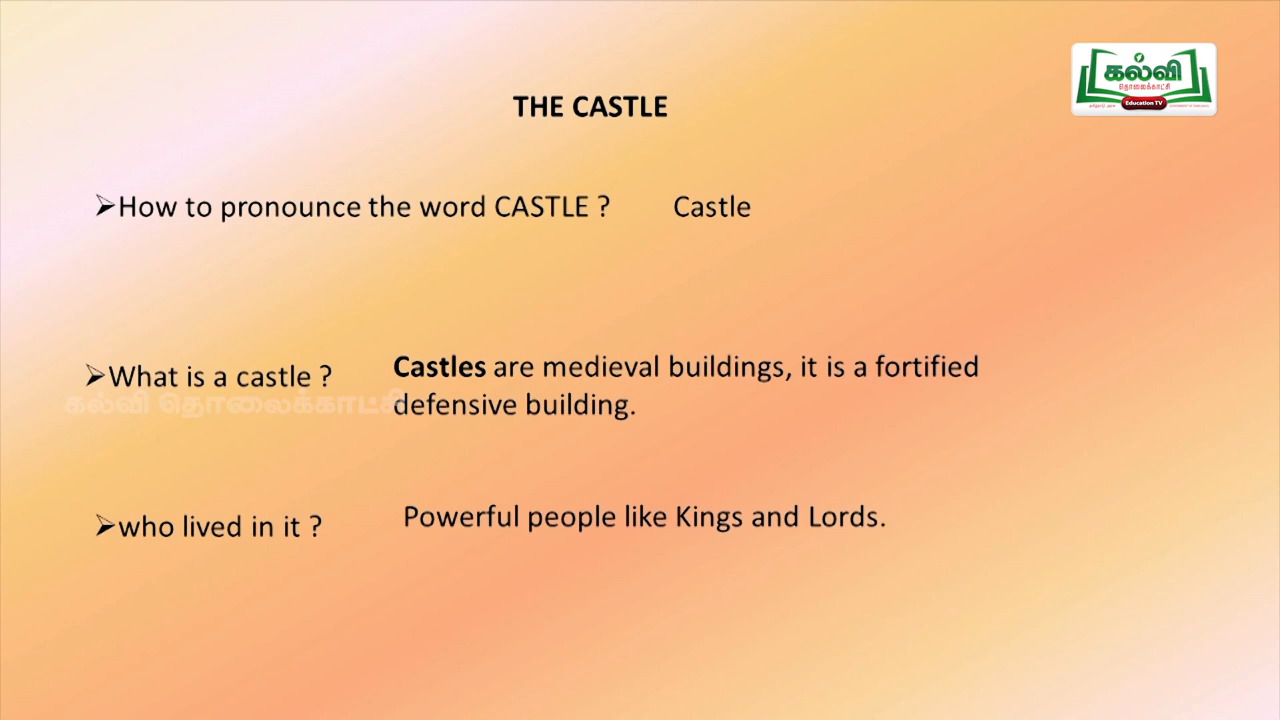 கல்வி
தொலைக்காட்சி
Education TV
THE CASTLE
➢How to pronounce the word CASTLE ? Castle
➢What is a castle ? Castles are medieval buildings, it is a fortified
defensive building.
கல்வி தொலைக்காட்சி
➢who lived in it ? Powerful people like Kings and Lords.